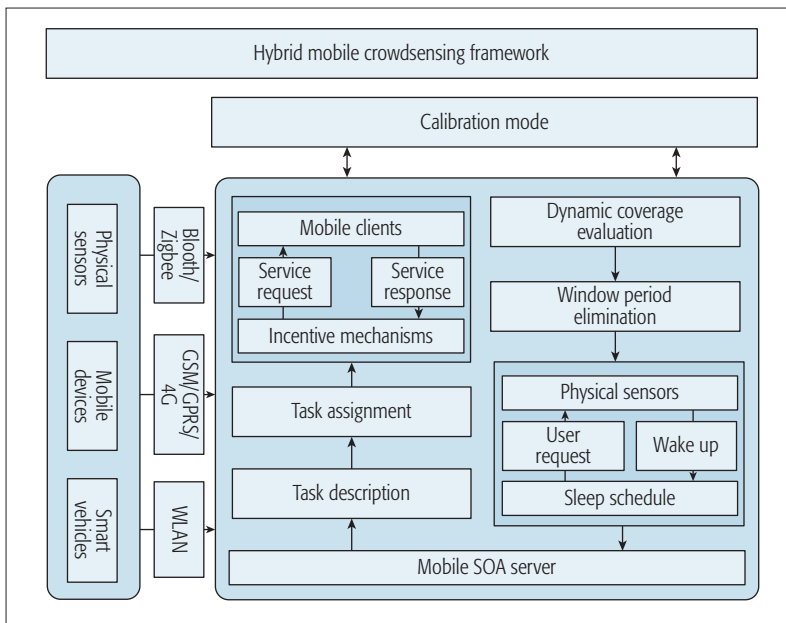 Hybrid mobile crowdsensing framework
Calibration mode
Physical
sensors
Mobile
devices
Smart
vehicles
Blooth/
Zigbee
GSM/GPRS/
4G
WLAN
Mobile clients
Service
request
Service
response
Incentive mechanisms
Task assignment
Task description
Dynamic coverage
evaluation
Window period
elimination
Physical sensors
User
request
Wake up
Sleep schedule
Mobile SOA server